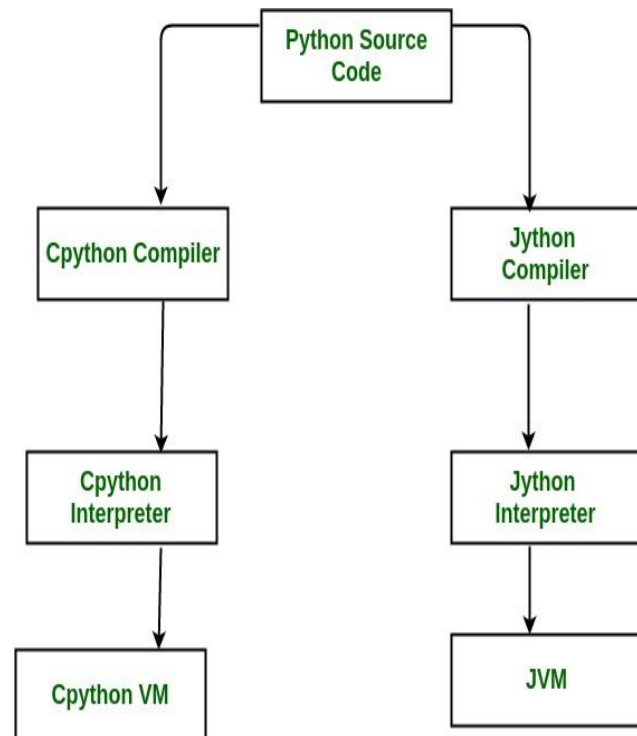 Python Source
Code
Cpython Compiler
Jython
Compiler
Cpython
Interpreter
Jython
Interpreter
Cpython VM
JVM